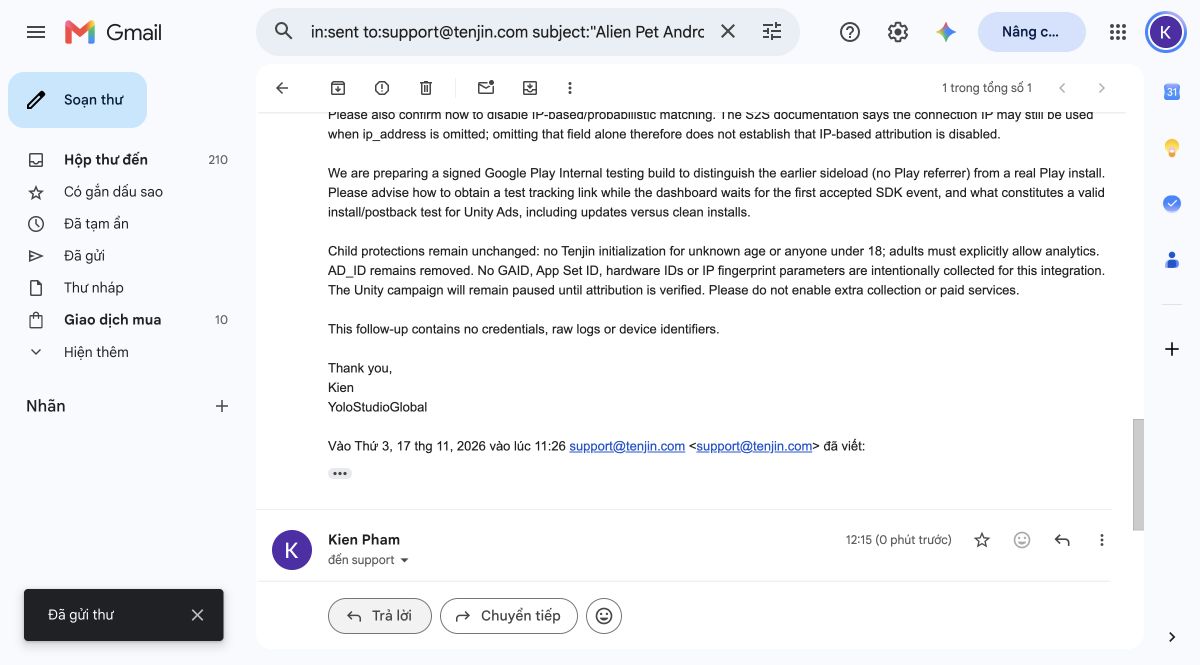 Gmail
in:sent to:support@tenjin.com subject:"Alien Pet Andrc
Nâng c...
K
Soạn thư
1 trong tổng số 1
31
Hộp thư đến 210
Có gắn dấu sao
Đã tạm ẩn
Đã gửi
Thư nháp
Giao dịch mua 10
Hiện thêm
Nhãn
Please also confirm how to disable IP-based/probabilistic matching. The S2S documentation says the connection IP may still be used
when ip_address is omitted; omitting that field alone therefore does not establish that IP-based attribution is disabled.
We are preparing a signed Google Play Internal testing build to distinguish the earlier sideload (no Play referrer) from a real Play install.
Please advise how to obtain a test tracking link while the dashboard waits for the first accepted SDK event, and what constitutes a valid
install/postback test for Unity Ads, including updates versus clean installs.
Child protections remain unchanged: no Tenjin initialization for unknown age or anyone under 18; adults must explicitly allow analytics.
AD_ID remains removed. No GAID, App Set ID, hardware IDs or IP fingerprint parameters are intentionally collected for this integration.
The Unity campaign will remain paused until attribution is verified. Please do not enable extra collection or paid services.
This follow-up contains no credentials, raw logs or device identifiers.
Thank you,
Kien
YoloStudioGlobal
Vào Thứ 3, 17 thg 11, 2026 vào lúc 11:26 support@tenjin.com <support@tenjin.com> đã viết:
K
Kien Pham
đến support
12:15 (0 phút trước)
Trả lời
Chuyển tiếp
Đã gửi thư